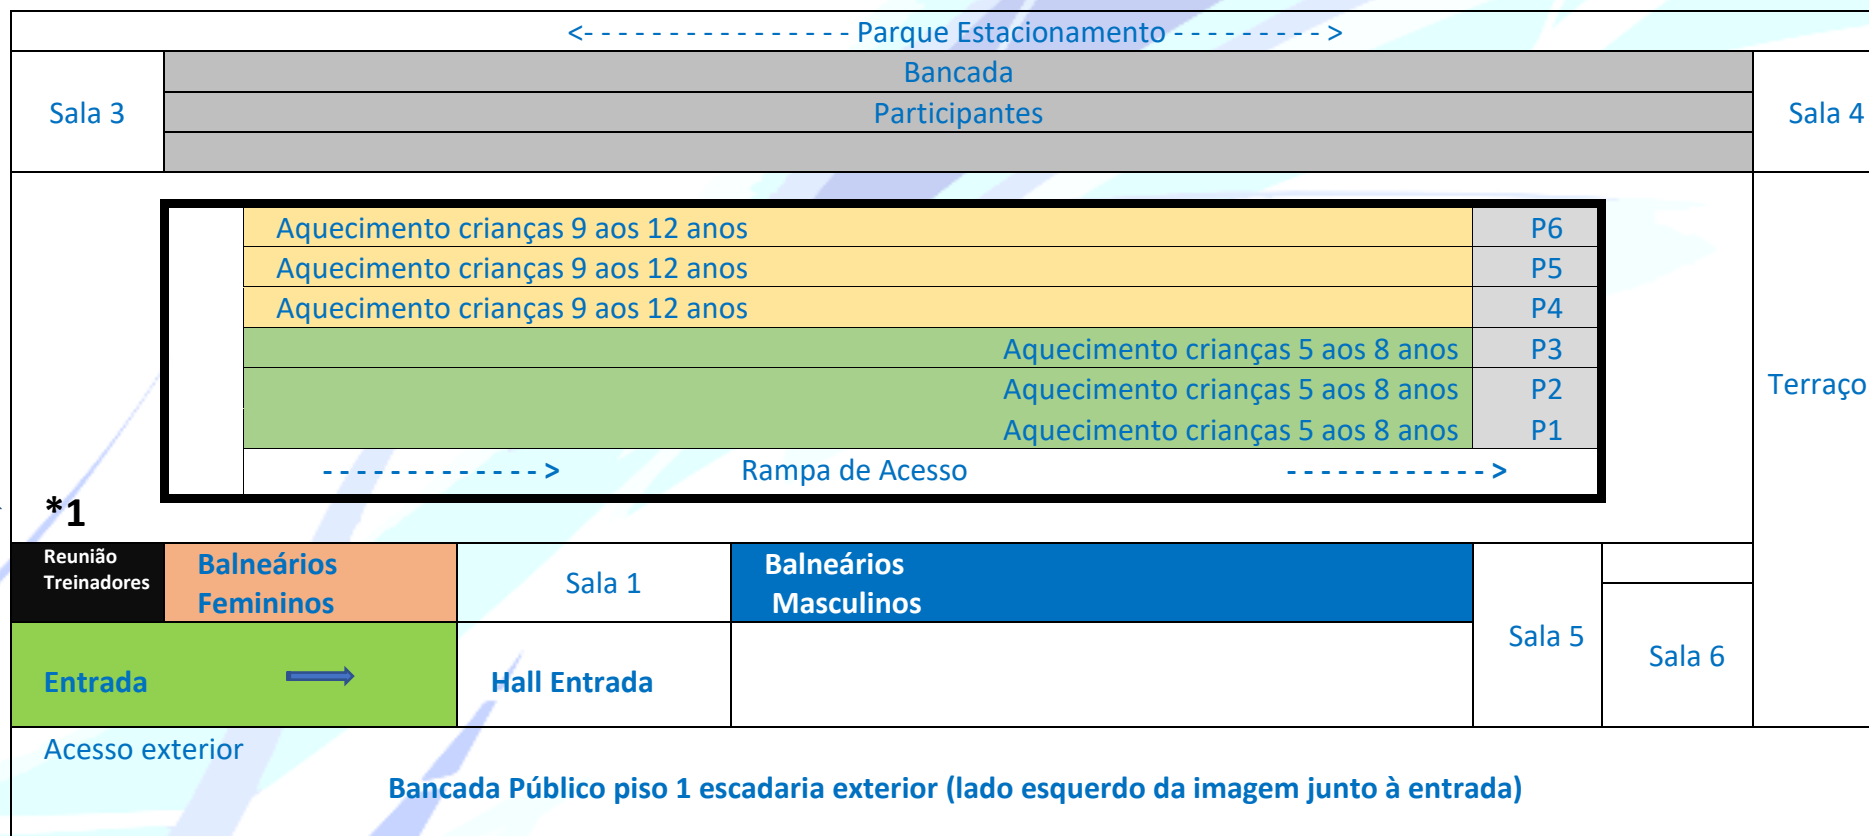 <- - - - - - - - - - - - - - - - Parque Estacionamento - - - - - - - - - >
Bancada
Sala 3
Participantes
Sala 4
Aquecimento crianças 9 aos 12 anos P6
Aquecimento crianças 9 aos 12 anos P5
Aquecimento crianças 9 aos 12 anos P4
Aquecimento crianças 5 aos 8 anos P3
Aquecimento crianças 5 aos 8 anos P2
Terraço
Aquecimento crianças 5 aos 8 anos P1
- - - - - - - - - - - - - > Rampa de Acesso - - - - - - - - - - - - >
*1
Reunião
Treinadores
Balneários
Femininos
Sala 1
Balneários
Masculinos
Sala 5
Sala 6
Entrada
Hall Entrada
Acesso exterior
Bancada Público piso 1 escadaria exterior (lado esquerdo da imagem junto à entrada)